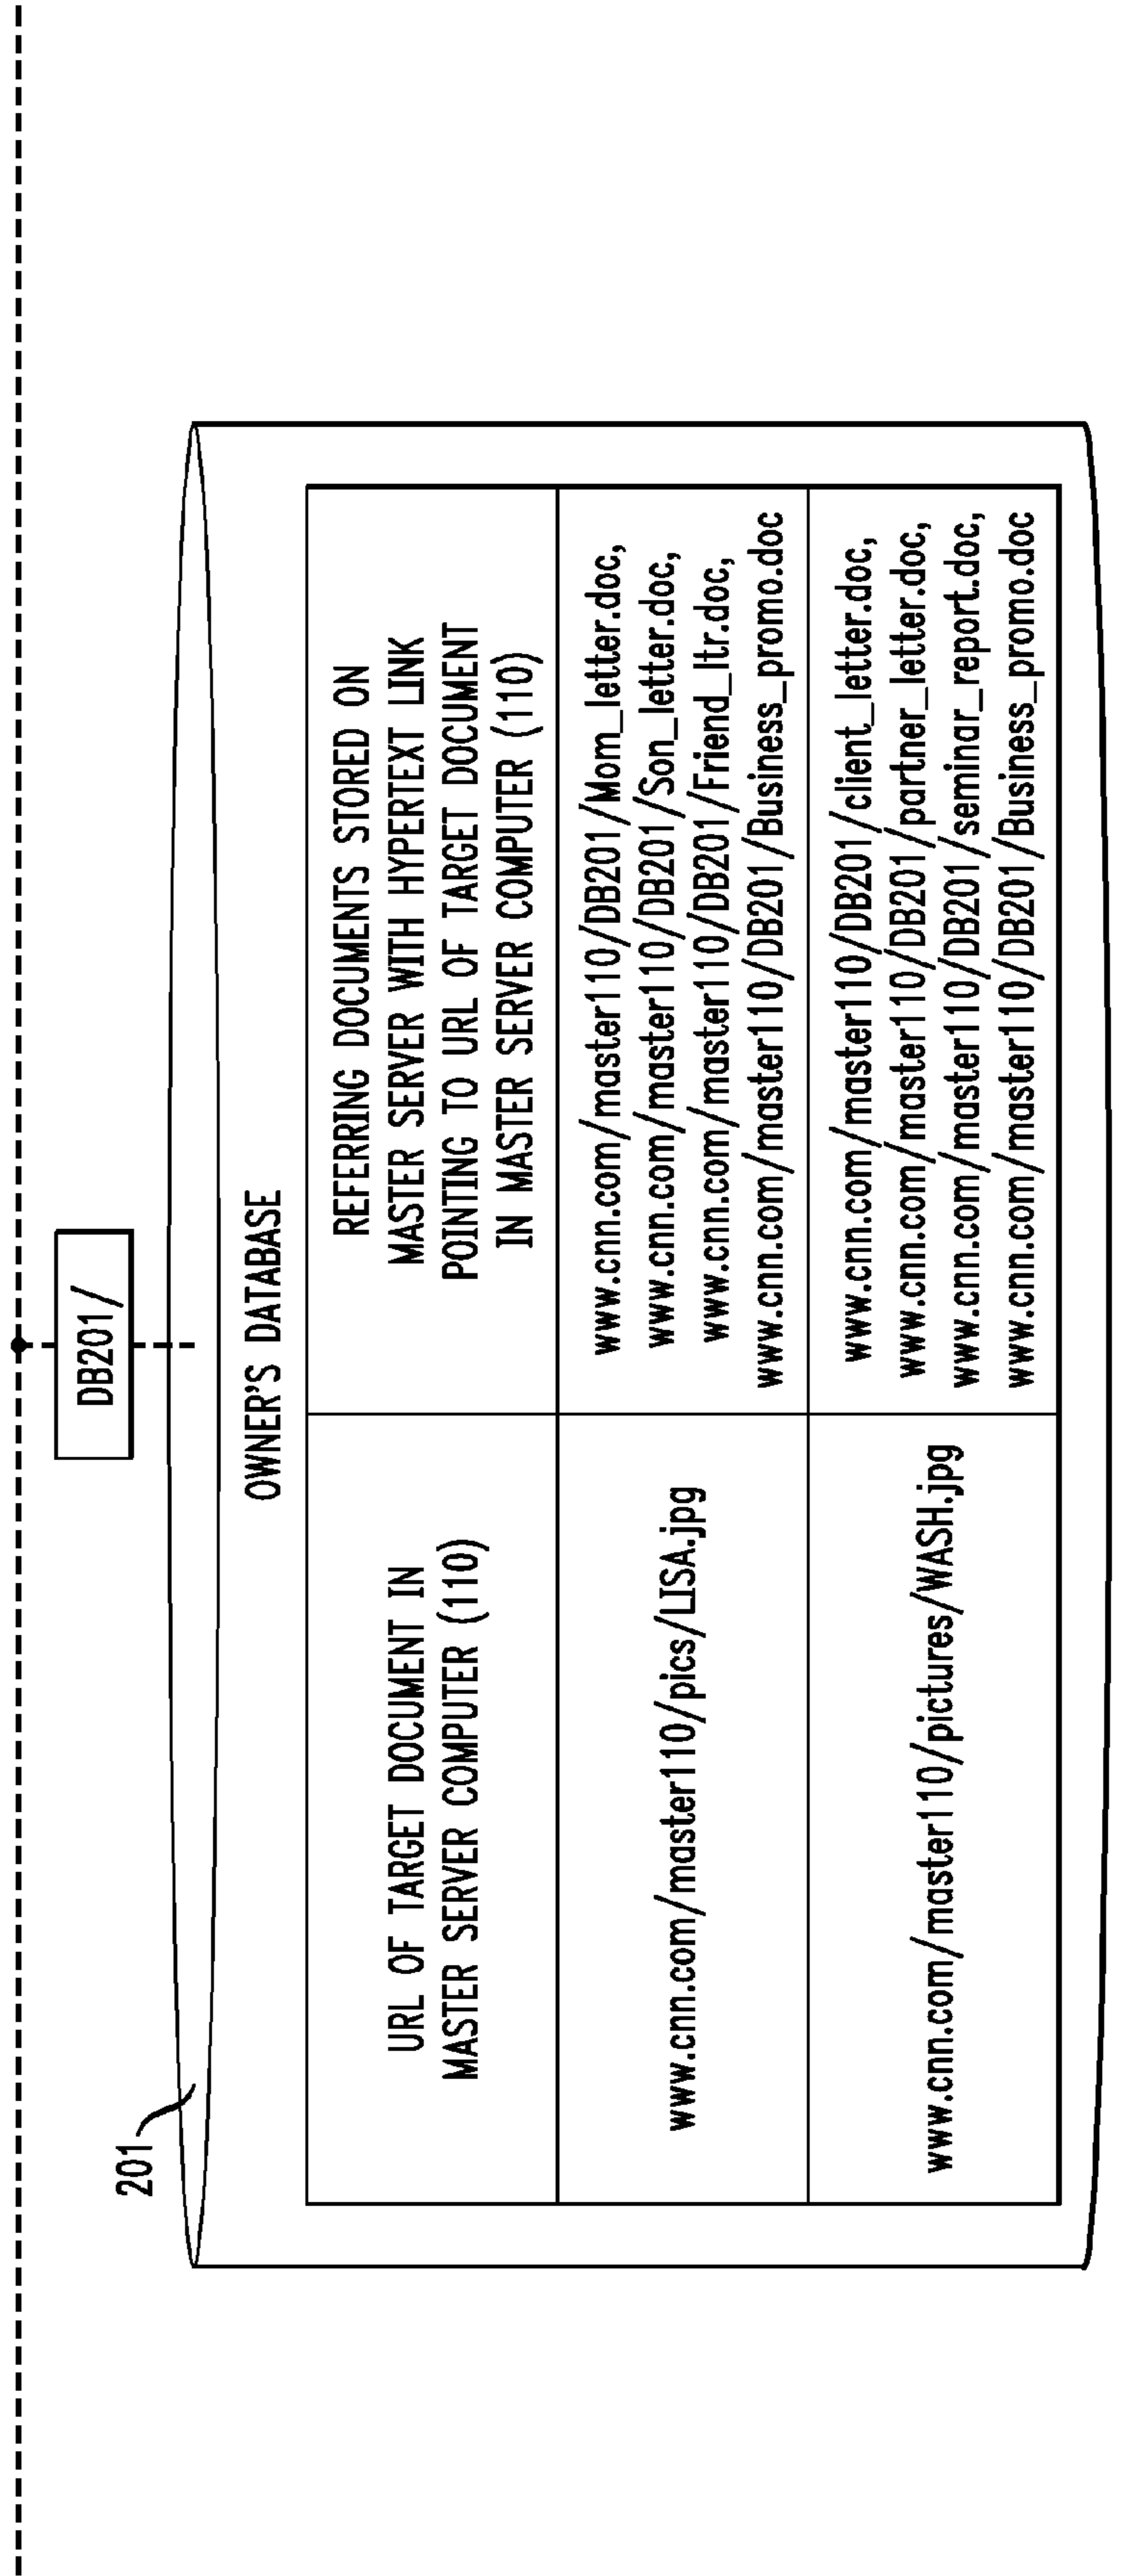 DB201/
201
OWNER'S DATABASE
URL OF TARGET DOCUMENT IN
MASTER SERVER COMPUTER (110)
REFERRING DOCUMENTS STORED ON
MASTER SERVER WITH HYPERTEXT LINK
POINTING TO URL OF TARGET DOCUMENT
IN MASTER SERVER COMPUTER (110)
www.cnn.com/master110/pics/LISA.jpg
www.cnn.com/master110/DB201/Mom_letter.doc,
www.cnn.com/master110/DB201/Son_letter.doc,
www.cnn.com/master110/DB201/Friend_ltr.doc,
www.cnn.com/master110/DB201/Business_promo.doc
www.cnn.com/master110/pictures/WASH.jpg
www.cnn.com/master110/DB201/client_letter.doc,
www.cnn.com/master110/DB201/partner_letter.doc,
www.cnn.com/master110/DB201/seminar_report.doc,
www.cnn.com/master110/DB201/Business_promo.doc